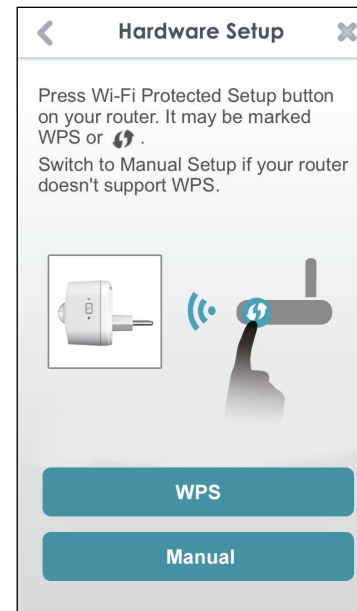 Hardware Setup
Press Wi-Fi Protected Setup button
on your router. It may be marked
WPS or .
Switch to Manual Setup if your router
doesn't support WPS.
WPS
Manual